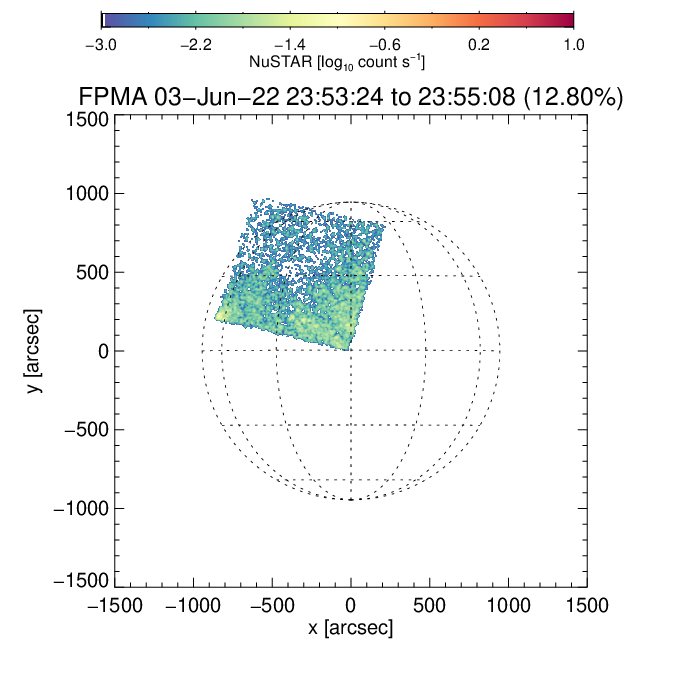 −3.0 −2.2 −1.4 −0.6 0.2 1.0
NuSTAR [log₁₀ count s⁻¹]
FPMA 03−Jun−22 23:53:24 to 23:55:08 (12.80%)
1500
1000
500
0
−500
−1000
−1500
y [arcsec]
−1500 −1000 −500 0 500 1000 1500
x [arcsec]